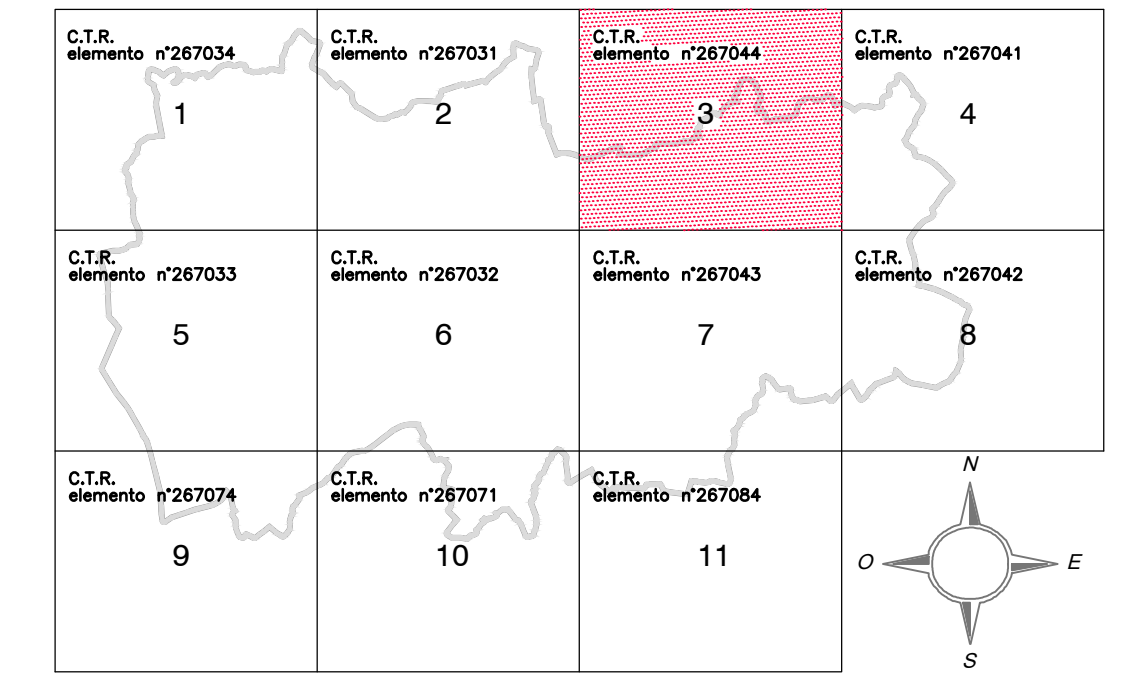 C.T.R.
elemento n°267034
1
C.T.R.
elemento n°267031
2
C.T.R.
elemento n°267044
3
C.T.R.
elemento n°267041
4
C.T.R.
elemento n°267033
5
C.T.R.
elemento n°267032
6
C.T.R.
elemento n°267043
7
C.T.R.
elemento n°267042
8
C.T.R.
elemento n°267074
9
C.T.R.
elemento n°267071
10
C.T.R.
elemento n°267084
11
N
O
E
S